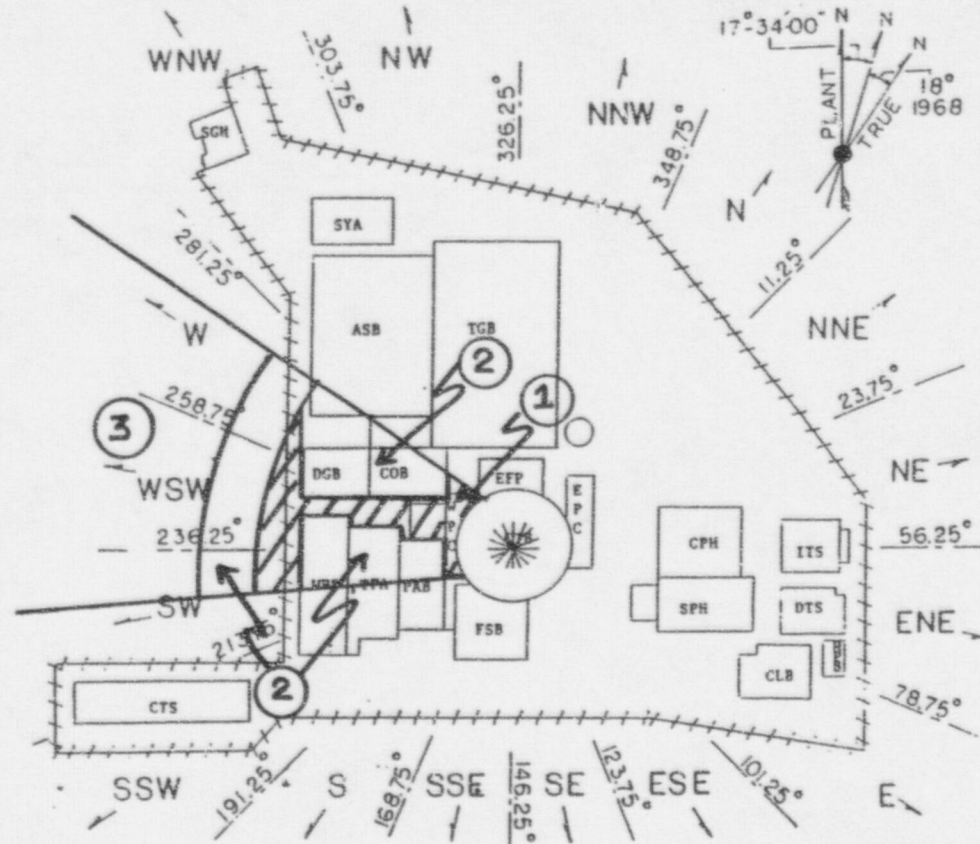 17°-34-00"
N
N
N
PLANT
TRUE
18°
1968
WNW
303.75°
NW
326.25°
NNW
348.75°
N
SGH
SYA
281.25°
11.25°
W
ASB
TGB
NNE
2
1
258.75°
23.75°
3
WSW
DGB
COB
EFP
EPC
NE
236.25°
CPH
ITS
56.25°
PAB
SW
SPH
DTS
ENE
FSB
CLB
78.75°
2
CTS
SSW
191.25°
S
168.75°
SSE
146.25°
SE
123.75°
ESE
101.25°
E